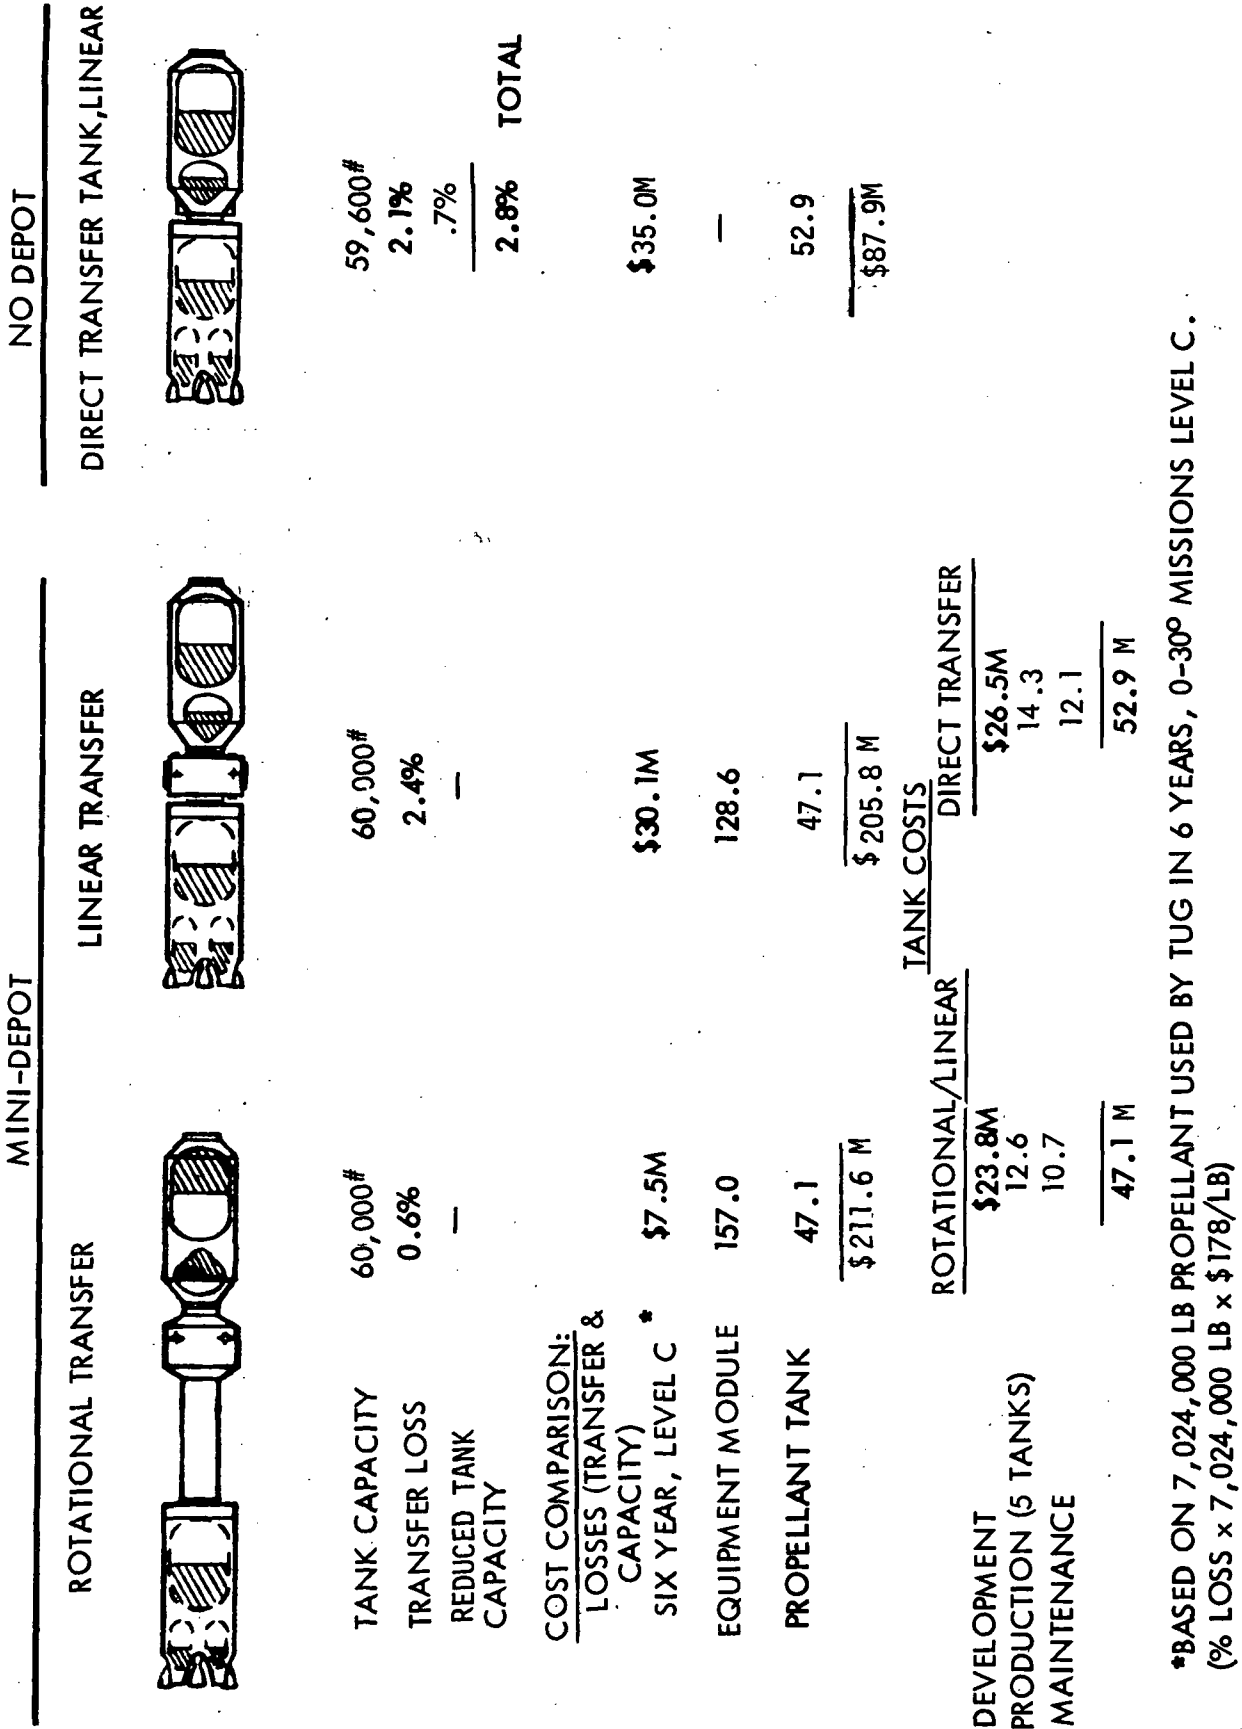 MINI-DEPOT NO DEPOT
ROTATIONAL TRANSFER LINEAR TRANSFER DIRECT TRANSFER TANK,LINEAR
TANK CAPACITY 60,000# 60,000# 59,600#
TRANSFER LOSS 0.6% 2.4% 2.1%
REDUCED TANK — — .7%
CAPACITY 2.8% TOTAL
COST COMPARISON:
LOSSES (TRANSFER &
CAPACITY)
SIX YEAR, LEVEL C * $7.5M $30.1M $35.0M
EQUIPMENT MODULE 157.0 128.6 —
PROPELLANT TANK 47.1 47.1 52.9
$211.6 M $205.8 M $87.9M
TANK COSTS
ROTATIONAL/LINEAR DIRECT TRANSFER
DEVELOPMENT $23.8M $26.5M
PRODUCTION (5 TANKS) 12.6 14.3
MAINTENANCE 10.7 12.1
47.1 M 52.9 M
*BASED ON 7,024,000 LB PROPELLANT USED BY TUG IN 6 YEARS, 0-30° MISSIONS LEVEL C.
(% LOSS x 7,024,000 LB x $178/LB)